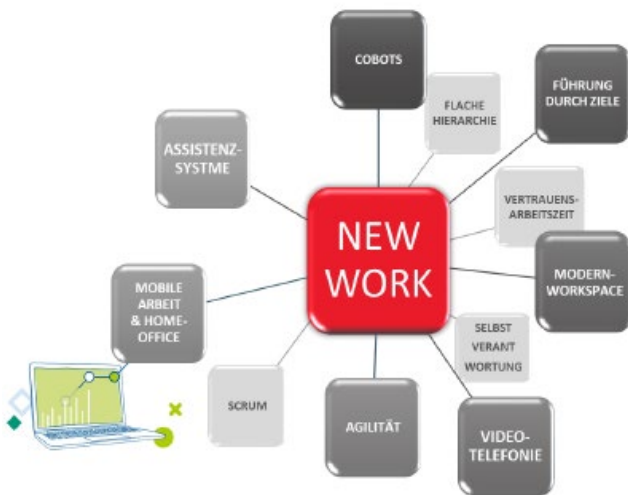 COBOTS
FLACHE
HIERARCHIE
FÜHRUNG
DURCH ZIELE
ASSISTENZ-
SYSTME
VERTRAUENS-
ARBEITSZEIT
NEW
WORK
MODERN-
WORKSPACE
MOBILE
ARBEIT
& HOME-
OFFICE
SELBST
VERANT
WORTUNG
SCRUM
AGILITÄT
VIDEO-
TELEFONIE